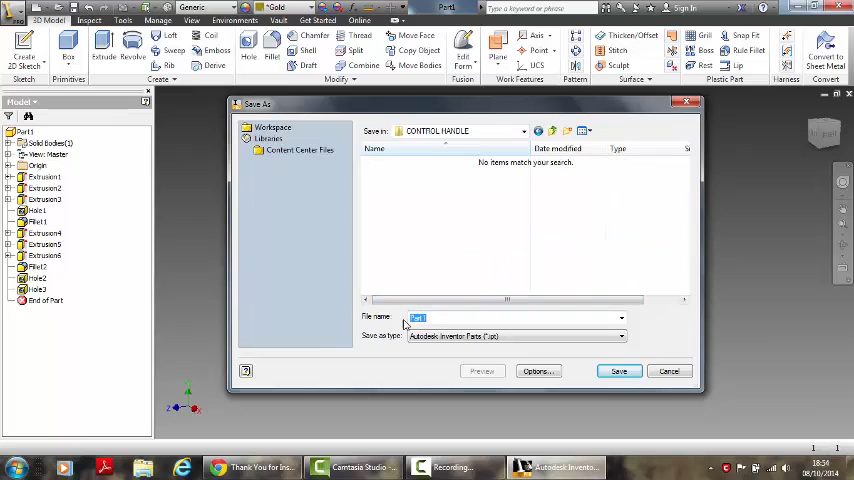 PRO
Generic
*Gold
Part1
Type a keyword or phrase
Sign In
3D Model
Inspect
Tools
Manage
View
Environments
Vault
Get Started
Online
Create
2D Sketch
Box
Extrude
Revolve
Loft
Sweep
Rib
Coil
Emboss
Derive
Hole
Fillet
Chamfer
Shell
Draft
Thread
Split
Combine
Move Face
Copy Object
Move Bodies
Edit
Form
Plane
Axis
Point
UCS
Thicken/Offset
Stitch
Sculpt
Grill
Boss
Rest
Snap Fit
Rule Fillet
Lip
Convert to
Sheet Metal
Sketch
Primitives
Create
Modify
Fusion
Work Features
Pattern
Surface
Plastic Part
Harness
Convert
Model
Part1
Solid Bodies(1)
View: Master
Origin
Extrusion1
Extrusion2
Extrusion3
Hole1
Fillet1
Extrusion4
Extrusion5
Extrusion6
Fillet2
Hole2
Hole3
End of Part
Save As
Workspace
Libraries
Content Center Files
Save in:
CONTROL HANDLE
Name
Date modified
Type
Si
No items match your search.
File name:
Part1
Save as type:
Autodesk Inventor Parts (*.ipt)
Preview
Options...
Save
Cancel
Z
X
1
1
Thank You for Ins...
Camtasia Studio - ...
Recording...
Autodesk Invento...
18:54
08/10/2014